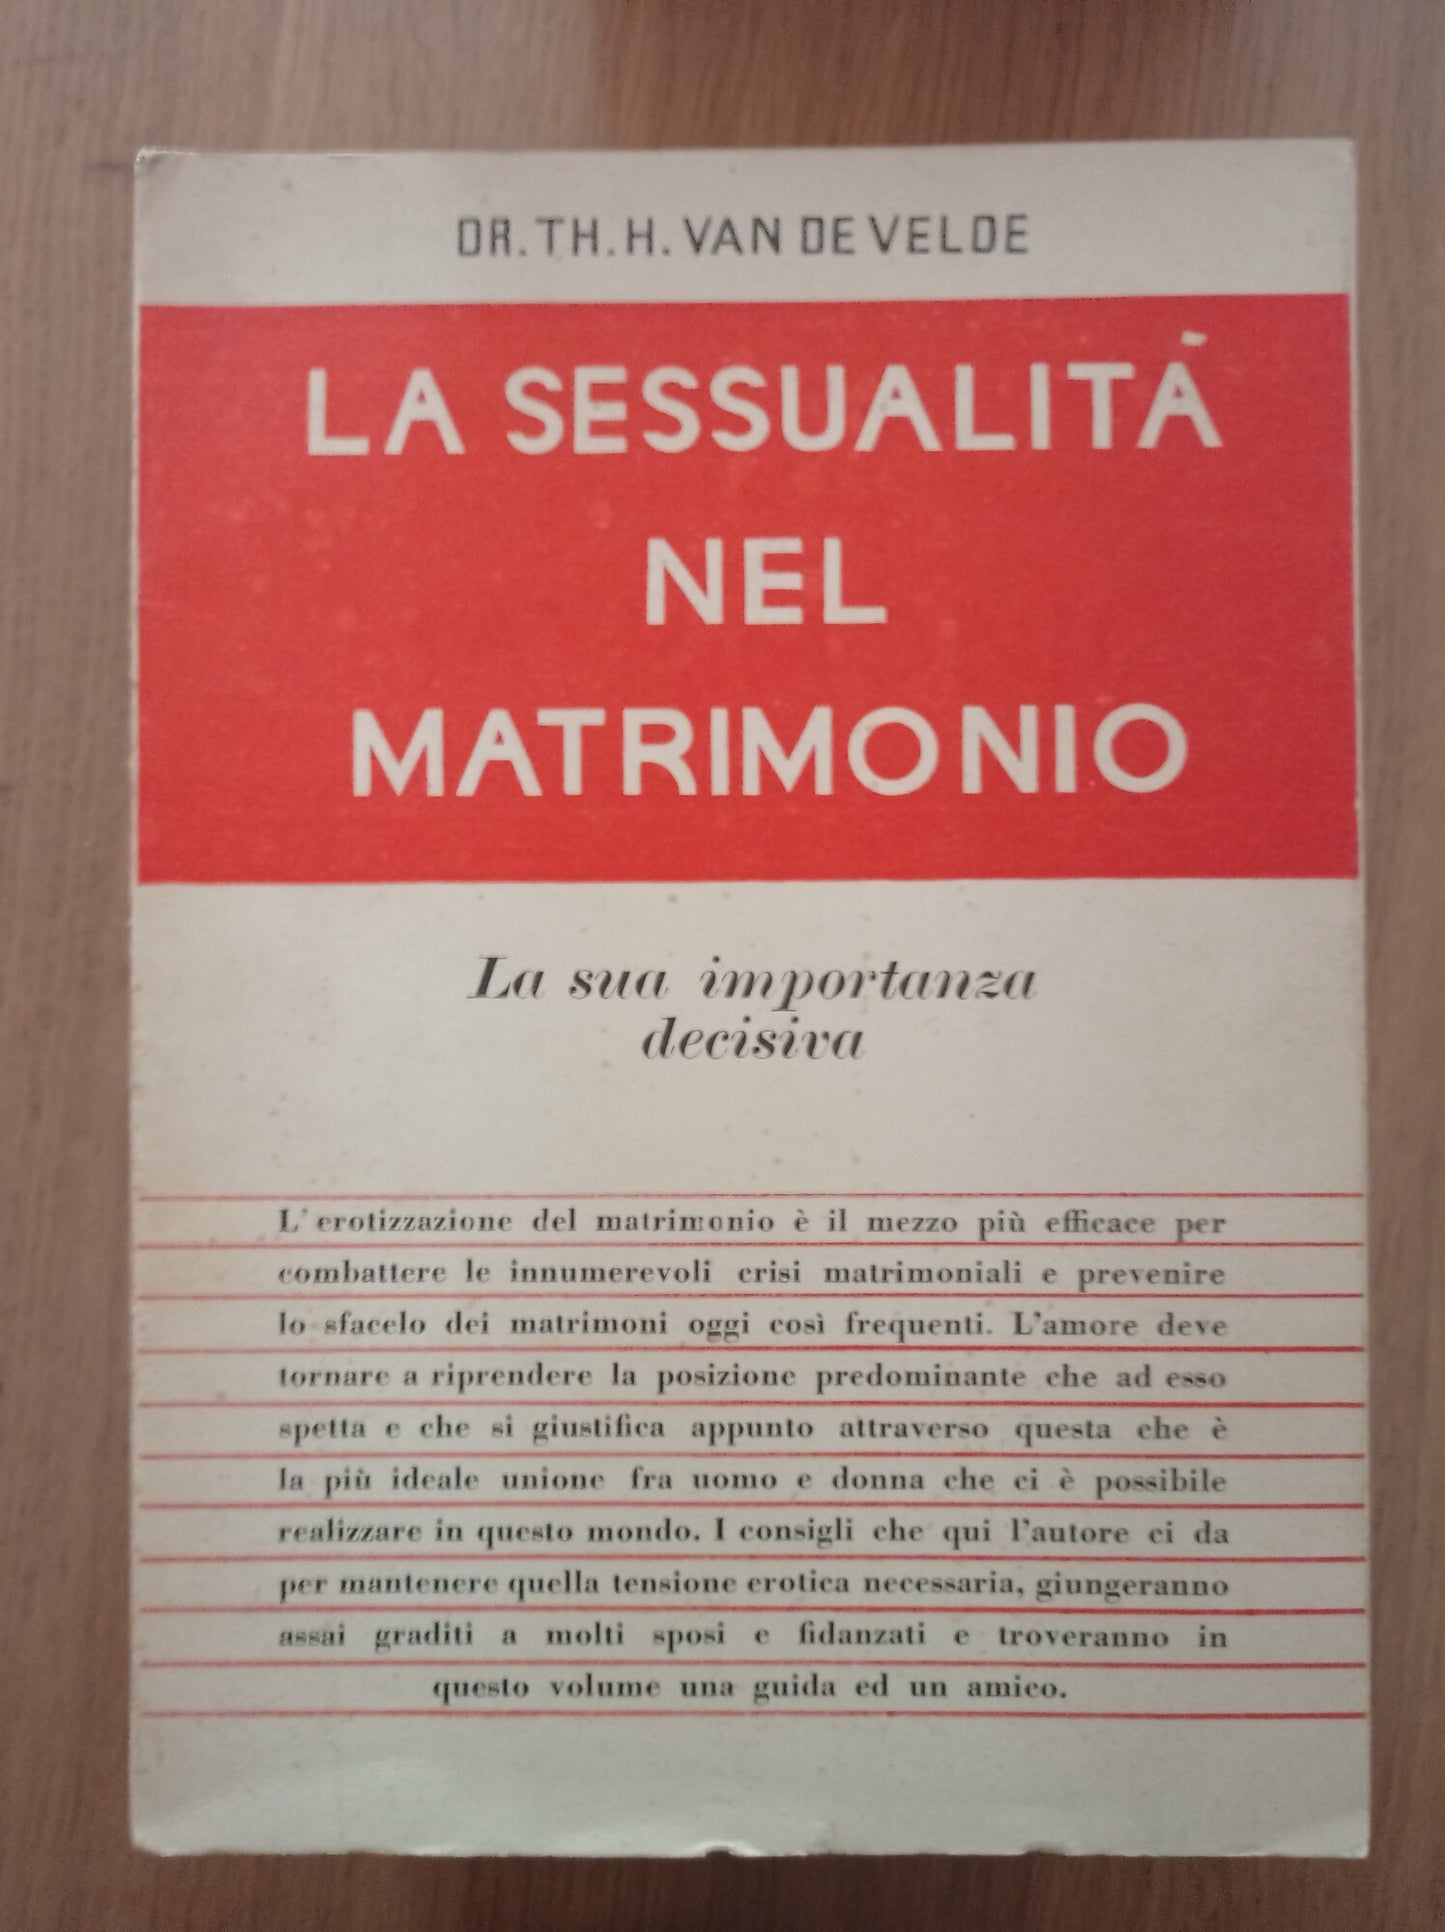 DR. TH. H. VAN DE VELDE
LA SESSUALITÀ
NEL
MATRIMONIO
La sua importanza
decisiva
L'erotizzazione del matrimonio è il mezzo più efficace per
combattere le innumerevoli crisi matrimoniali e prevenire
lo sfacelo dei matrimoni oggi così frequenti. L'amore deve
tornare a riprendere la posizione predominante che ad esso
spetta e che si giustifica appunto attraverso questa che è
la più ideale unione fra uomo e donna che ci è possibile
realizzare in questo mondo. I consigli che qui l'autore ci da
per mantenere quella tensione erotica necessaria, giungeranno
assai graditi a molti sposi e fidanzati e troveranno in
questo volume una guida ed un amico.